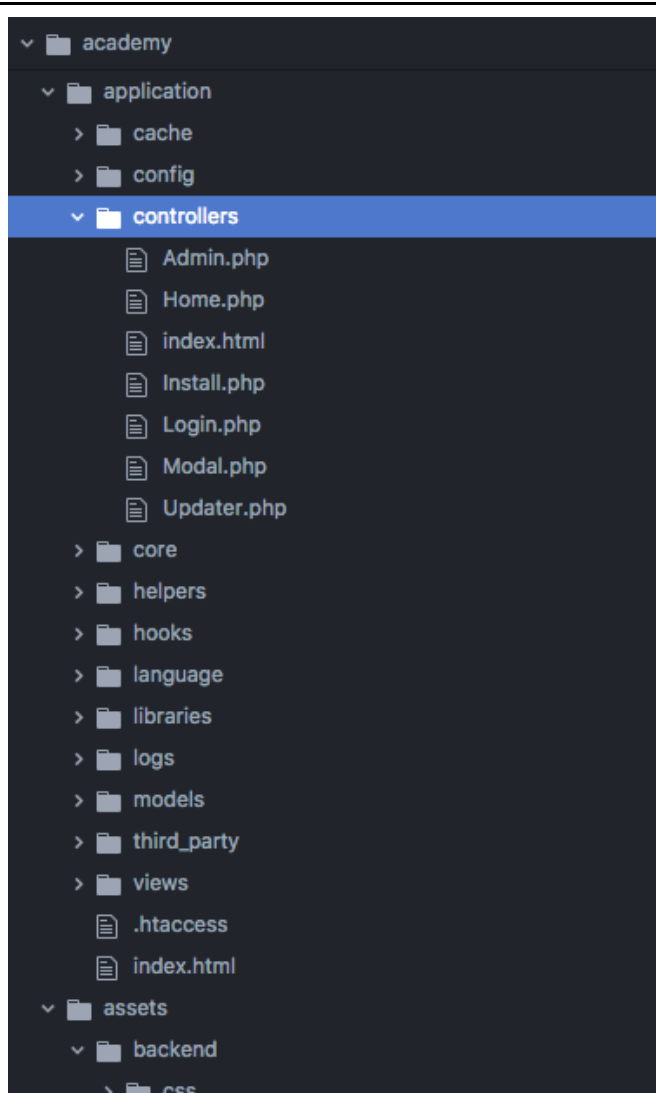 academy
application
cache
config
controllers
Admin.php
Home.php
index.html
Install.php
Login.php
Modal.php
Updater.php
core
helpers
hooks
language
libraries
logs
models
third_party
views
.htaccess
index.html
assets
backend
css